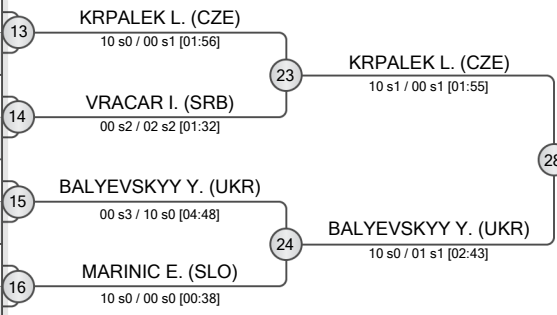 KRPALEK L. (CZE)
13
10 s0 / 00 s1 [01:56]
23
KRPALEK L. (CZE)
10 s1 / 00 s1 [01:55]
VRACAR I. (SRB)
14
00 s2 / 02 s2 [01:32]
28
BALYEVSKYY Y. (UKR)
15
00 s3 / 10 s0 [04:48]
24
BALYEVSKYY Y. (UKR)
10 s0 / 01 s1 [02:43]
MARINIC E. (SLO)
16
10 s0 / 00 s0 [00:38]